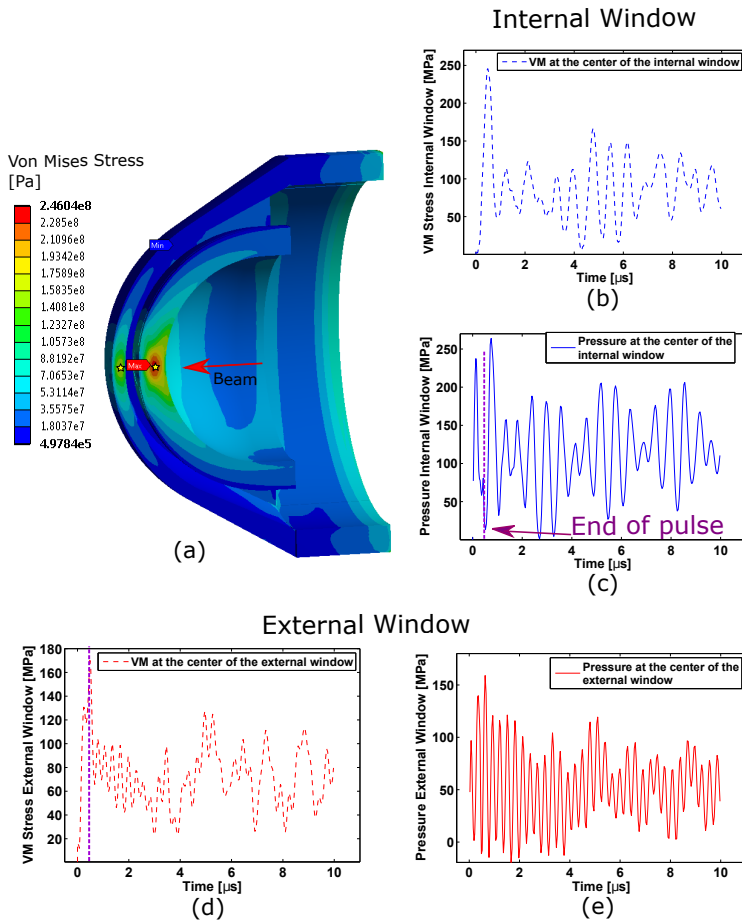 Internal Window
Von Mises Stress
[Pa]
2.4604e8
2.285e8
2.1096e8
1.9342e8
1.7589e8
1.5835e8
1.4081e8
1.2327e8
1.0573e8
8.8192e7
7.0653e7
5.3114e7
3.5575e7
1.8037e7
4.9784e5
Min
Max
Beam
(a)
VM at the center of the internal window
VM Stress Internal Window [MPa]
250
200
150
100
50
0
2
4
6
8
10
Time [µs]
(b)
Pressure at the center of the
internal window
Pressure Internal Window [MPa]
250
200
150
100
50
End of pulse
0
2
4
6
8
10
Time [µs]
(c)
External Window
VM at the center of the external window
VM Stress External Window [MPa]
180
160
140
120
100
80
60
40
20
0
2
4
6
8
10
Time [µs]
(d)
Pressure at the center of the
external window
Pressure External Window [MPa]
150
100
50
0
0
2
4
6
8
10
Time [µs]
(e)